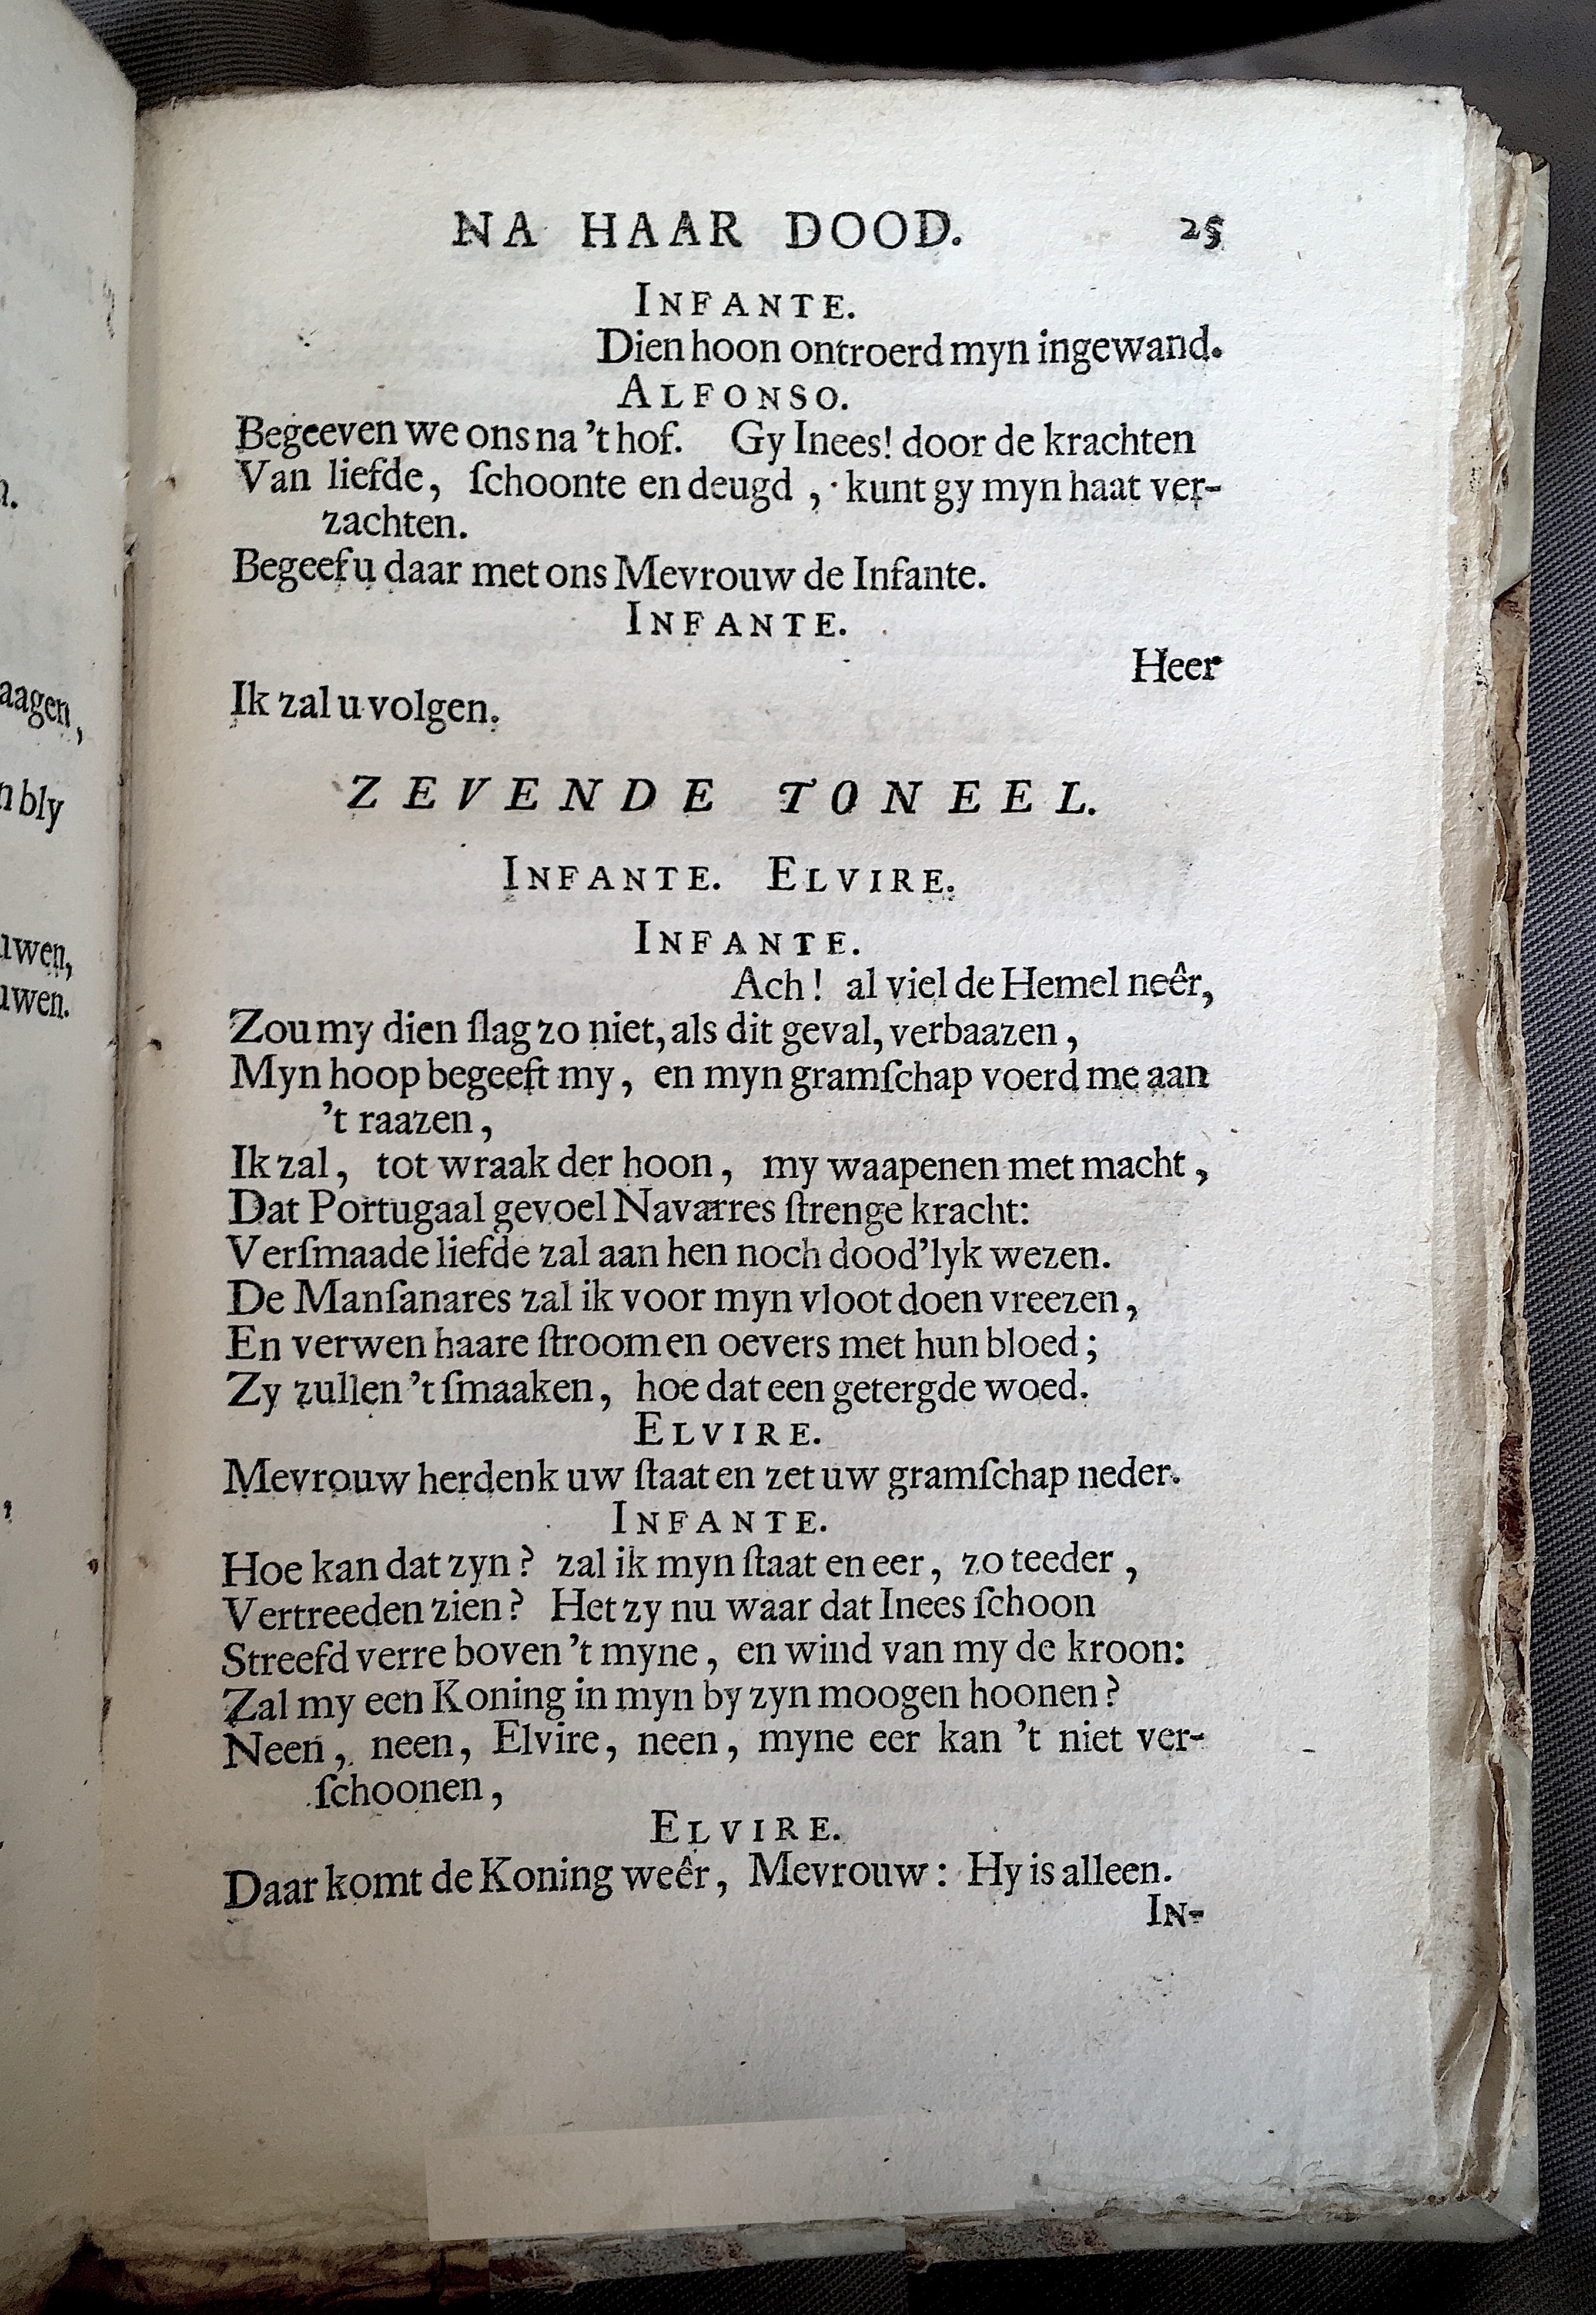 NA HAAR DOOD. 25
INFANTE.
Dien hoon ontroerd myn ingewand.
ALFONSO.
Begeeven we ons na 't hof. Gy Inees! door de krachten
Van liefde, ſchoonte en deugd, kunt gy myn haat ver-
zachten.
Begeef u daar met ons Mevrouw de Infante.
INFANTE.
Heer
Ik zal u volgen.
ZEVENDE TONEEL.
INFANTE. ELVIRE.
INFANTE.
Ach! al viel de Hemel neêr,
Zou my dien ſlag zo niet, als dit geval, verbaazen,
Myn hoop begeeft my, en myn gramſchap voerd me aan
't raazen,
Ik zal, tot wraak der hoon, my waapenen met macht,
Dat Portugaal gevoel Navarres ſtrenge kracht:
Verſmaade liefde zal aan hen noch dood'lyk wezen.
De Manſanares zal ik voor myn vloot doen vreezen,
En verwen haare ſtroom en oevers met hun bloed;
Zy zullen 't ſmaaken, hoe dat een getergde woed.
ELVIRE.
Mevrouw herdenk uw ſtaat en zet uw gramſchap neder.
INFANTE.
Hoe kan dat zyn? zal ik myn ſtaat en eer, zo teeder,
Vertreeden zien? Het zy nu waar dat Inees ſchoon
Streefd verre boven 't myne, en wind van my de kroon:
Zal my een Koning in myn by zyn moogen hoonen?
Neen, neen, Elvire, neen, myne eer kan 't niet ver-
ſchoonen,
ELVIRE.
Daar komt de Koning weêr, Mevrouw: Hy is alleen.
IN-
aagen,
n bly
uwen,
uwen.